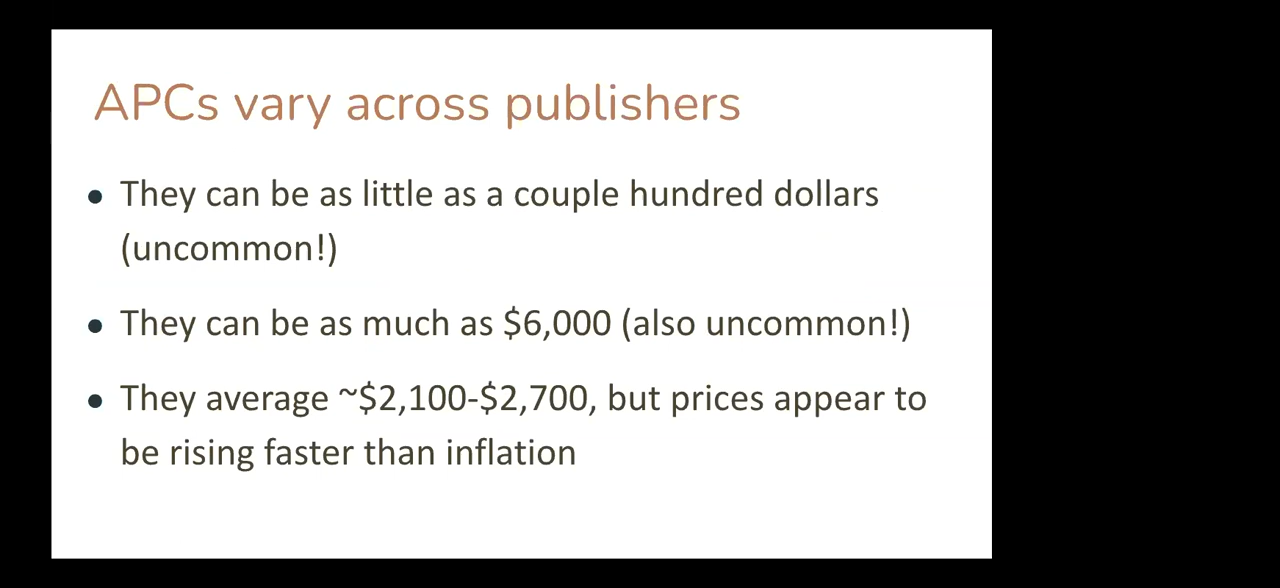 APCs vary across publishers
• They can be as little as a couple hundred dollars
(uncommon!)
• They can be as much as $6,000 (also uncommon!)
• They average ~$2,100-$2,700, but prices appear to
be rising faster than inflation